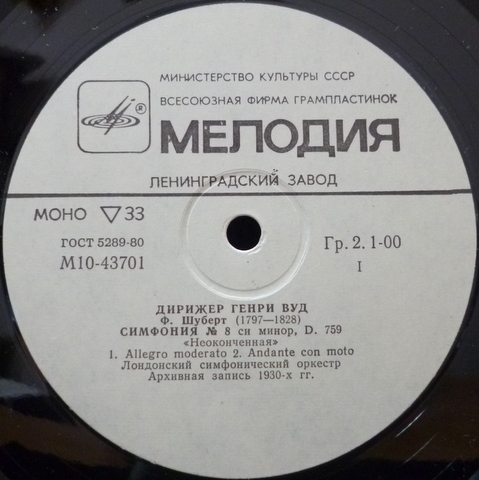 МИНИСТЕРСТВО КУЛЬТУРЫ СССР
ВСЕСОЮЗНАЯ ФИРМА ГРАМПЛАСТИНОК
МЕЛОДИЯ
ЛЕНИНГРАДСКИЙ ЗАВОД
МОНО ▽ 33
ГОСТ 5289-80
М10-43701
Гр. 2. 1-00
I
ДИРИЖЕР ГЕНРИ ВУД
Ф. Шуберт (1797—1828)
СИМФОНИЯ № 8 си минор, D. 759
«Неоконченная»
1. Allegro moderato 2. Andante con moto
Лондонский симфонический оркестр
Архивная запись 1930-х гг.